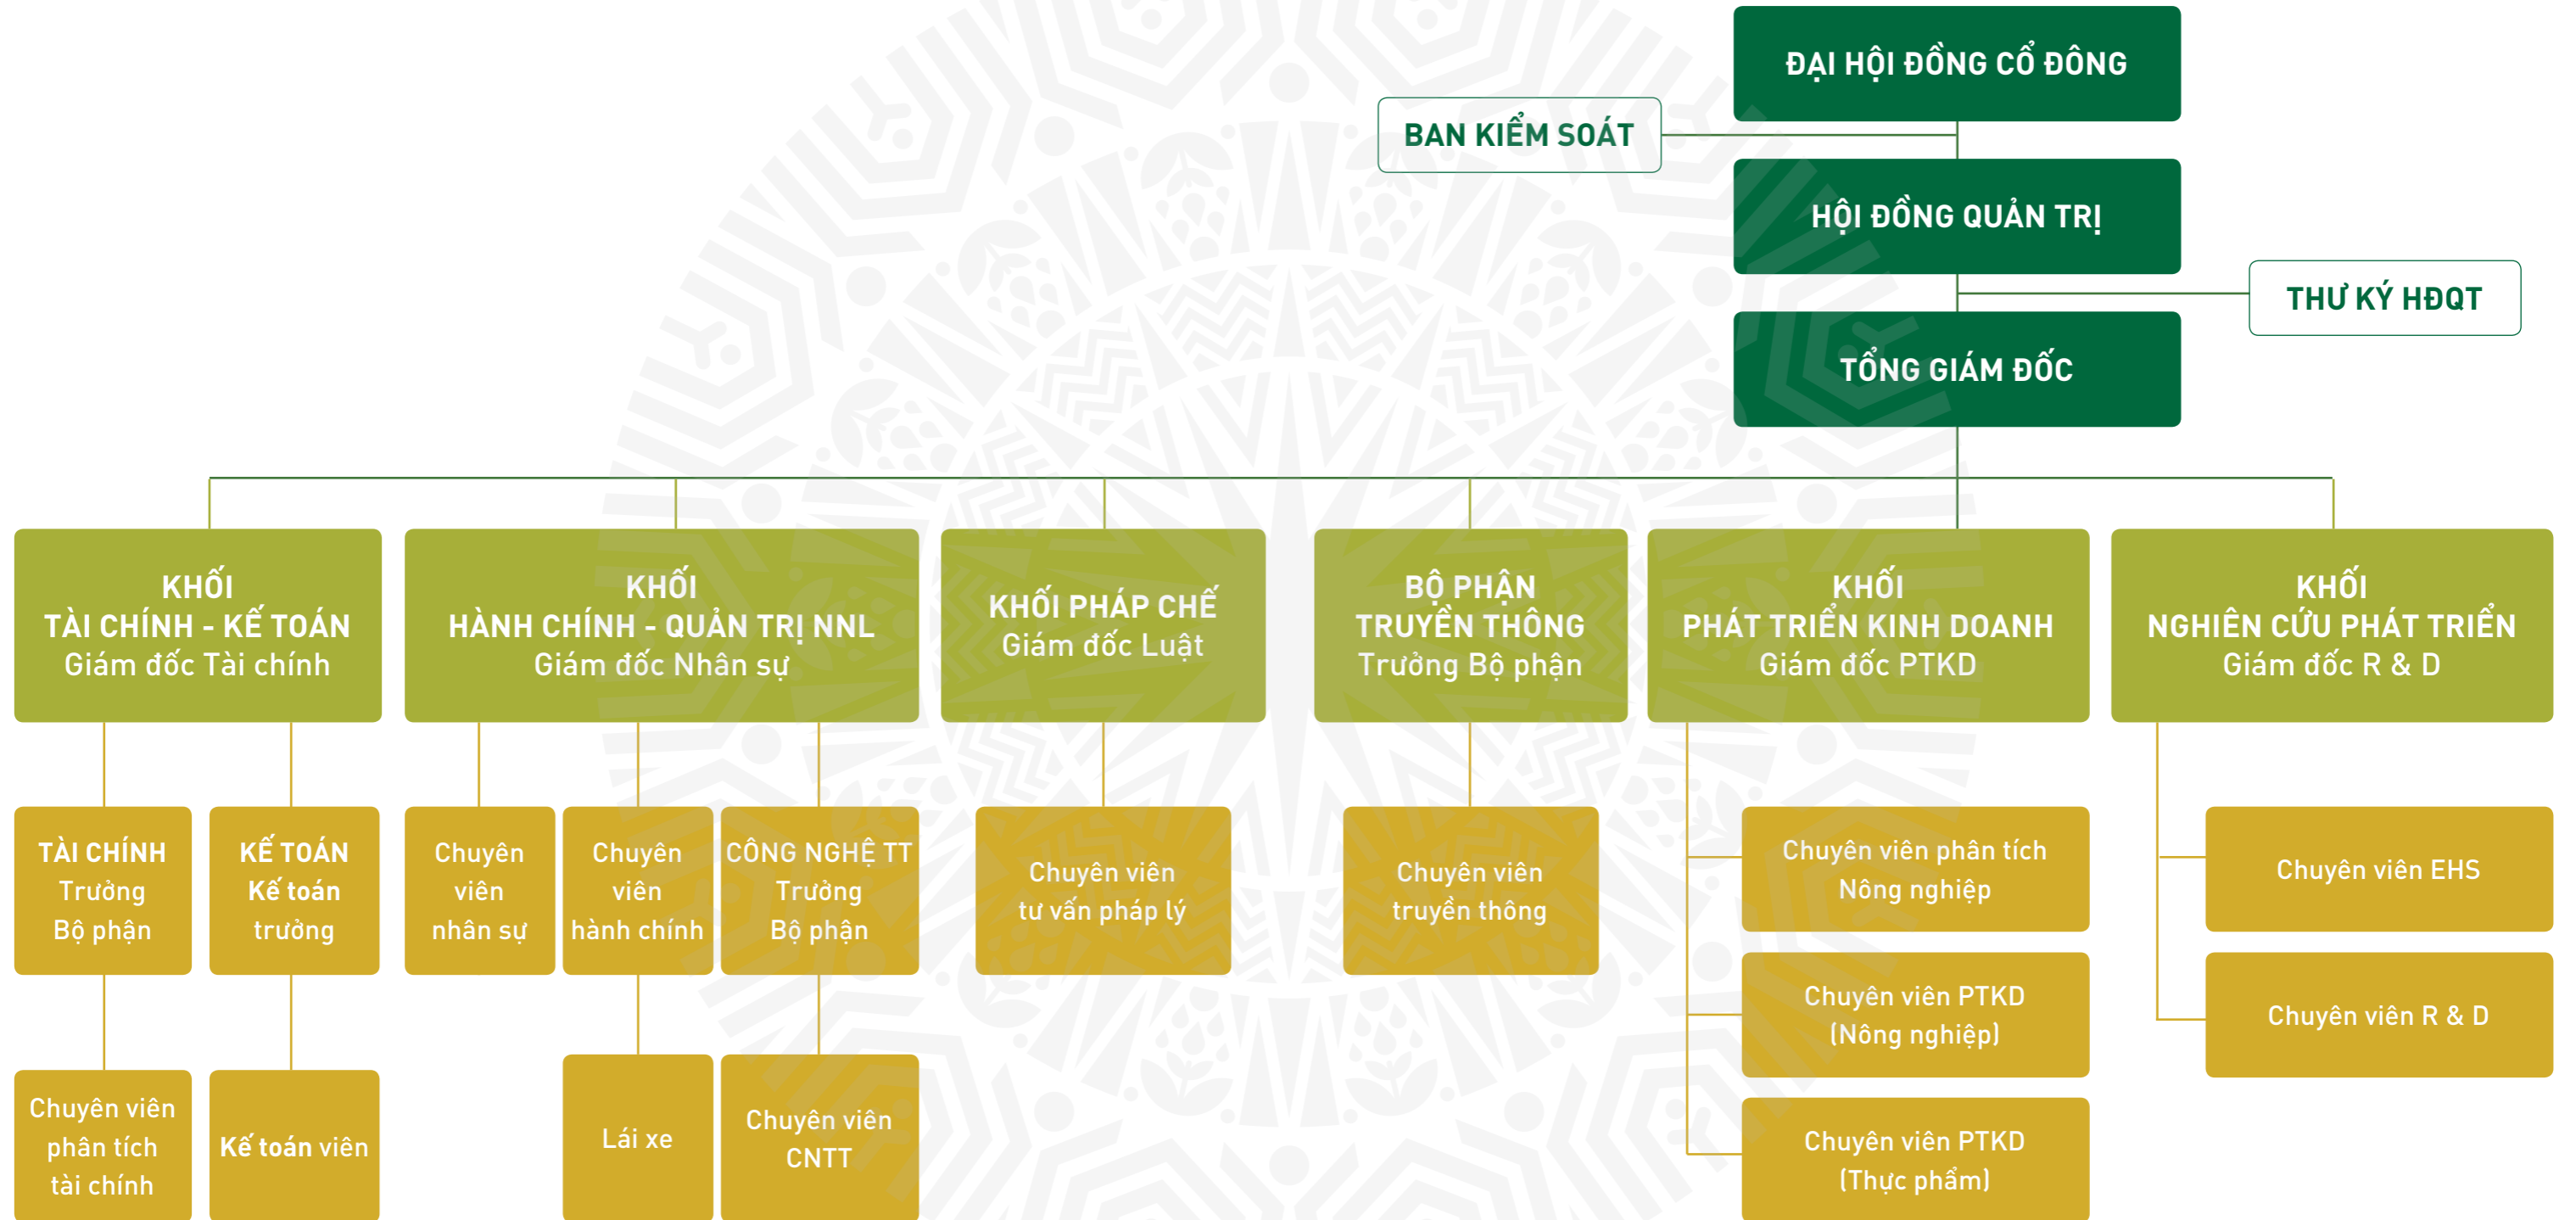 ĐẠI HỘI ĐỒNG CỔ ĐÔNG
BAN KIỂM SOÁT
HỘI ĐỒNG QUẢN TRỊ
THƯ KÝ HĐQT
TỔNG GIÁM ĐỐC
KHỐI
TÀI CHÍNH - KẾ TOÁN
Giám đốc Tài chính
KHỐI
HÀNH CHÍNH - QUẢN TRỊ NNL
Giám đốc Nhân sự
KHỐI PHÁP CHẾ
Giám đốc Luật
BỘ PHẬN
TRUYỀN THÔNG
Trưởng Bộ phận
KHỐI
PHÁT TRIỂN KINH DOANH
Giám đốc PTKD
KHỐI
NGHIÊN CỨU PHÁT TRIỂN
Giám đốc R & D
TÀI CHÍNH
Trưởng
Bộ phận
KẾ TOÁN
Kế toán
trưởng
Chuyên
viên
nhân sự
Chuyên
viên
hành chính
CÔNG NGHỆ TT
Trưởng
Bộ phận
Chuyên viên
tư vấn pháp lý
Chuyên viên
truyền thông
Chuyên viên phân tích
Nông nghiệp
Chuyên viên EHS
Chuyên viên PTKD
(Nông nghiệp)
Chuyên viên R & D
Chuyên viên
phân tích
tài chính
Kế toán viên
Lái xe
Chuyên viên
CNTT
Chuyên viên PTKD
(Thực phẩm)